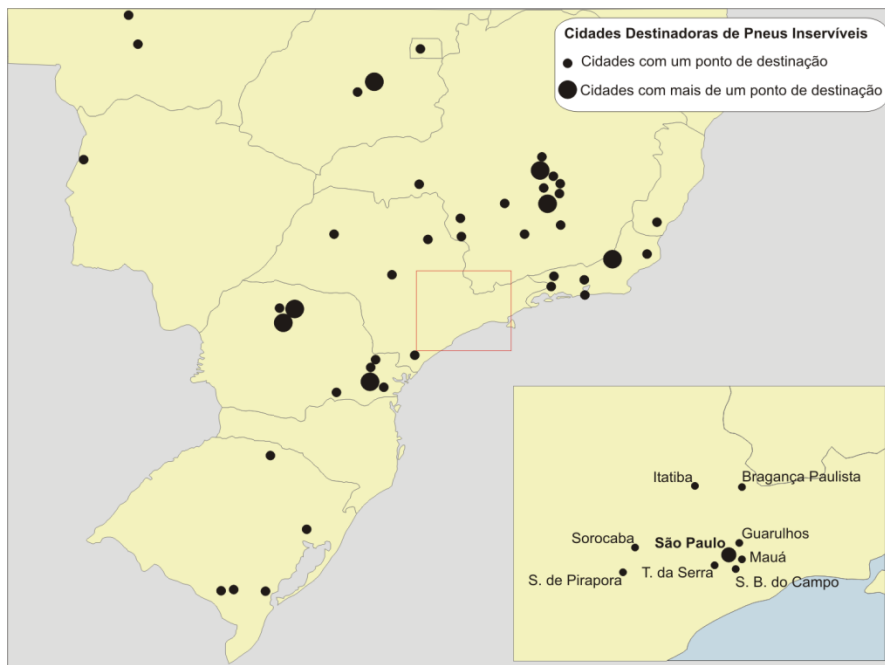 Cidades Destinadoras de Pneus Inservíveis
Cidades com um ponto de destinação
Cidades com mais de um ponto de destinação
Itatiba
Bragança Paulista
Sorocaba
São Paulo
Guarulhos
Mauá
S. de Pirapora
T. da Serra
S. B. do Campo